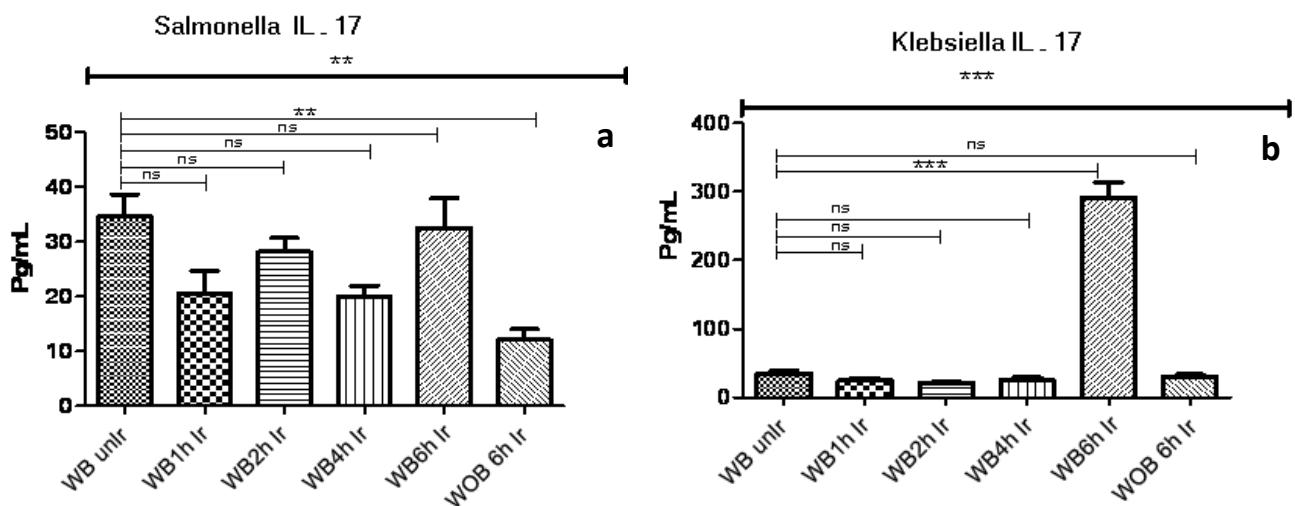 Salmonella IL - 17
**
**
ns
ns
ns
ns
a
50
40
30
20
10
0
Pg/mL
WB unIr
WB1h Ir
WB2h Ir
WB4h Ir
WB6h Ir
WOB 6h Ir
Klebsiella IL - 17
***
ns
***
ns
ns
ns
b
400
300
200
100
0
Pg/mL
WB unIr
WB1h Ir
WB2h Ir
WB4h Ir
WB6h Ir
WOB 6h Ir